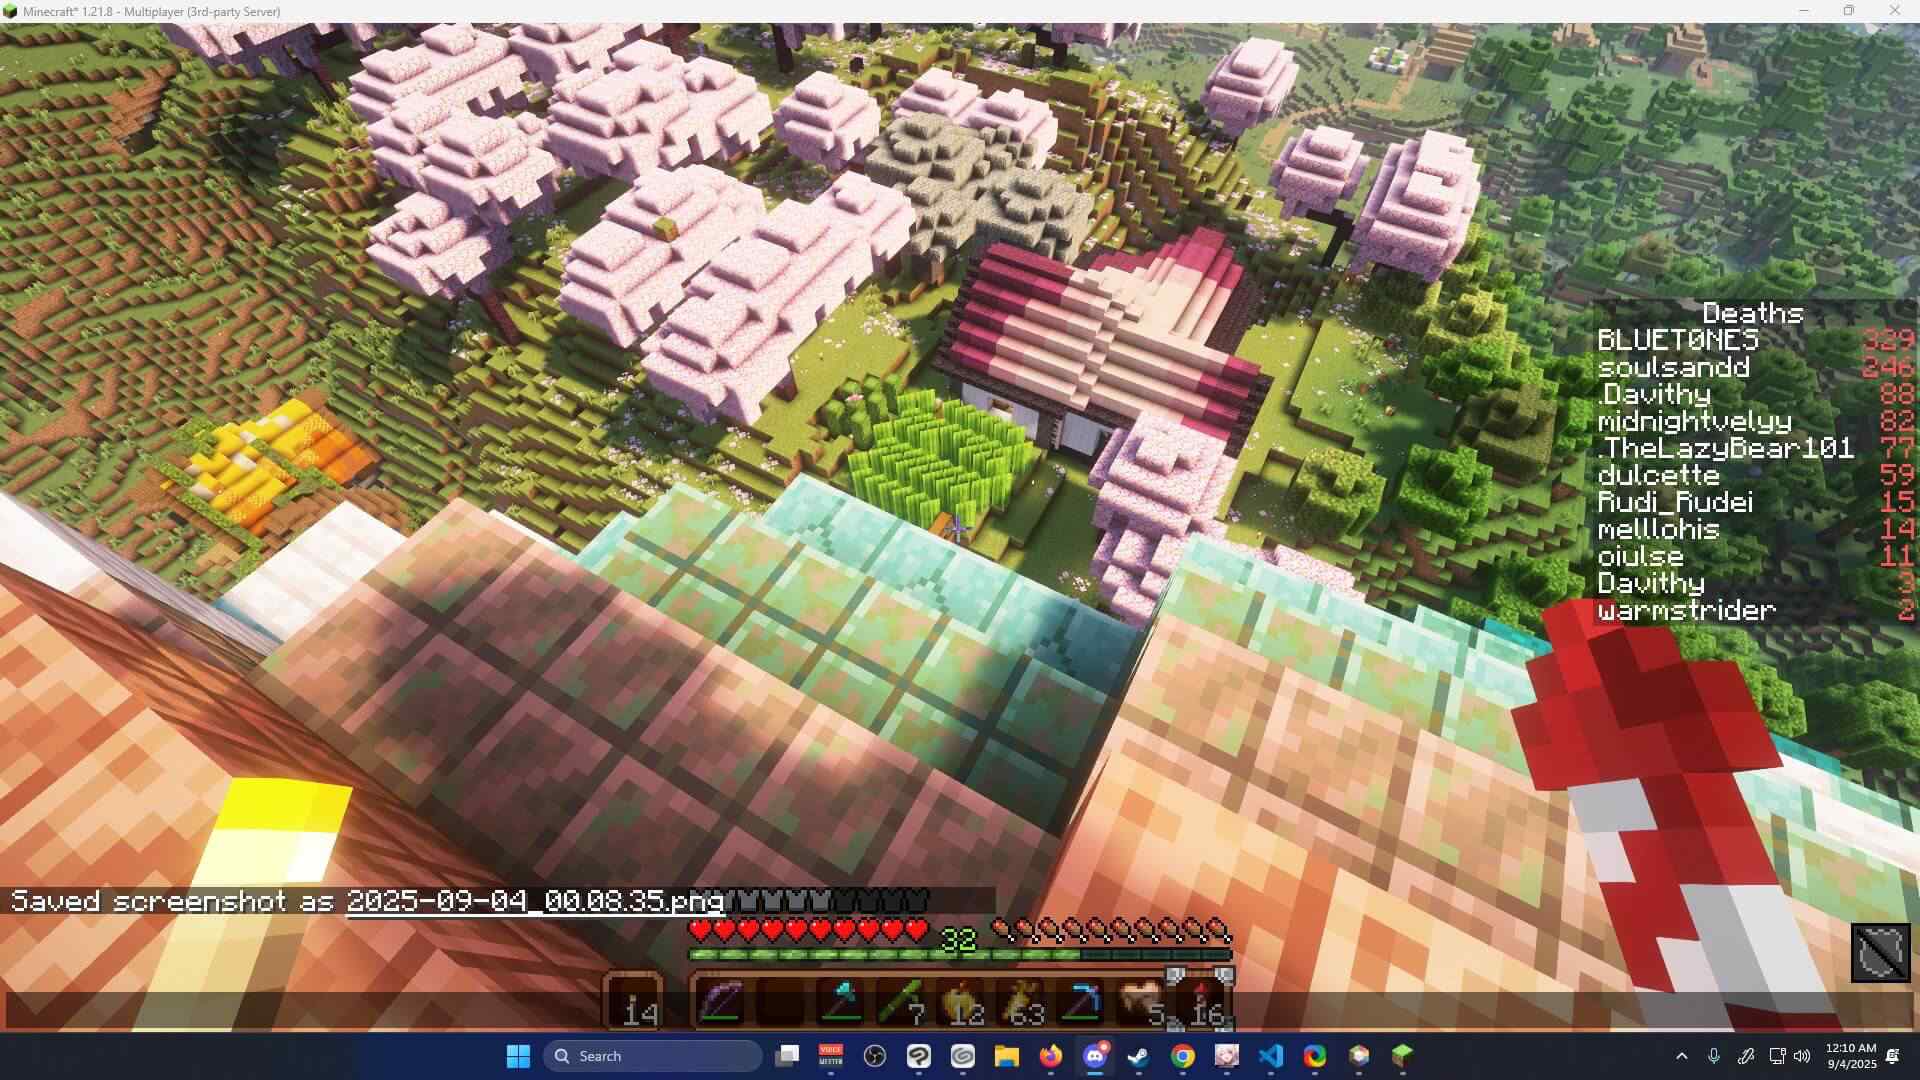 Minecraft* 1.21.8 - Multiplayer (3rd-party Server)
Deaths
BLUET0NES 329
soulsandd 246
.Davithy 88
midnightvelyy 82
.TheLazyBear101 77
dulcette 59
Rudi_Rudei 15
melllohis 14
oiulse 11
Davithy 3
warmstrider 2
Saved screenshot as 2025-09-04_00.08.35.png
32
14 7 12 63 5 16
Search
VOICE
MEETER
12:10 AM
9/4/2025